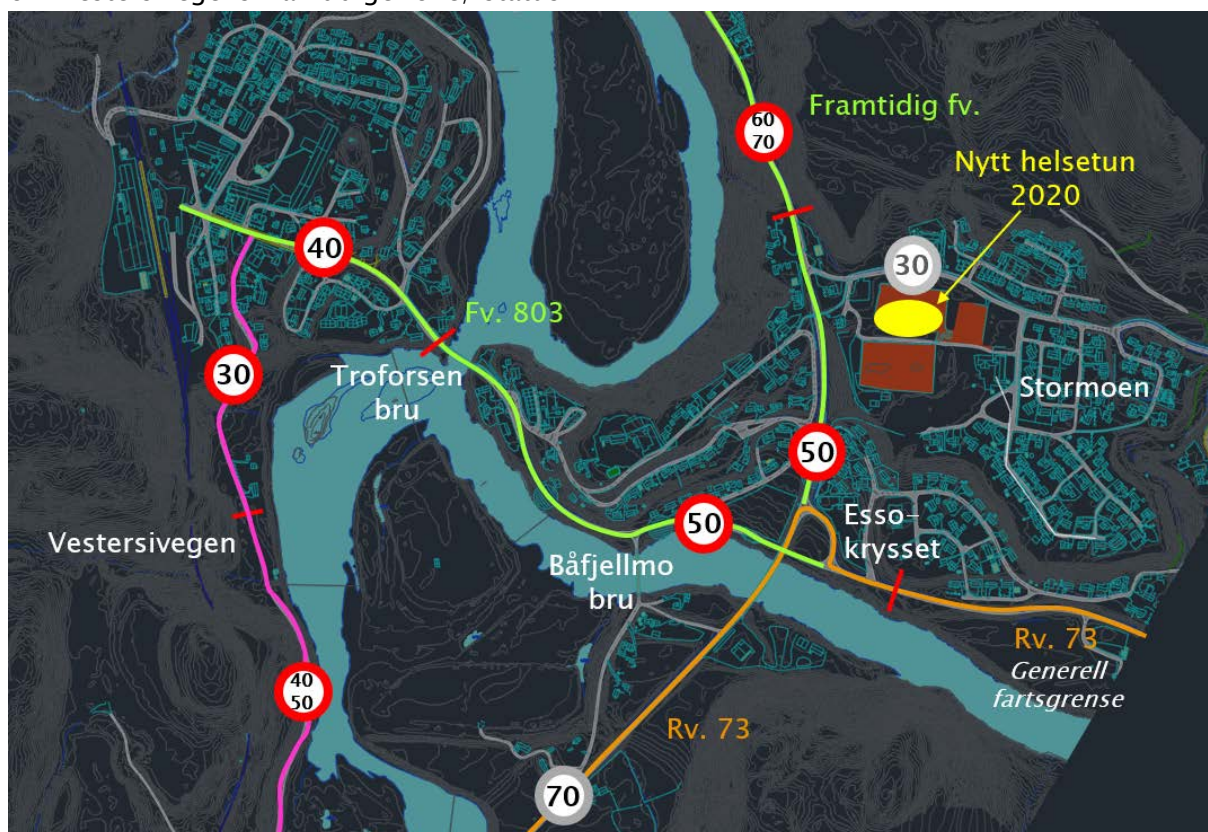 60
70
Framtidig fv.
Nytt helsetun
2020
40
30
Fv. 803
30
Troforsen
bru
Stormoen
50
50
Esso-
krysset
Vestersivegen
Båfjellmo
bru
Rv. 73
Generell
fartsgrense
40
50
Rv. 73
70